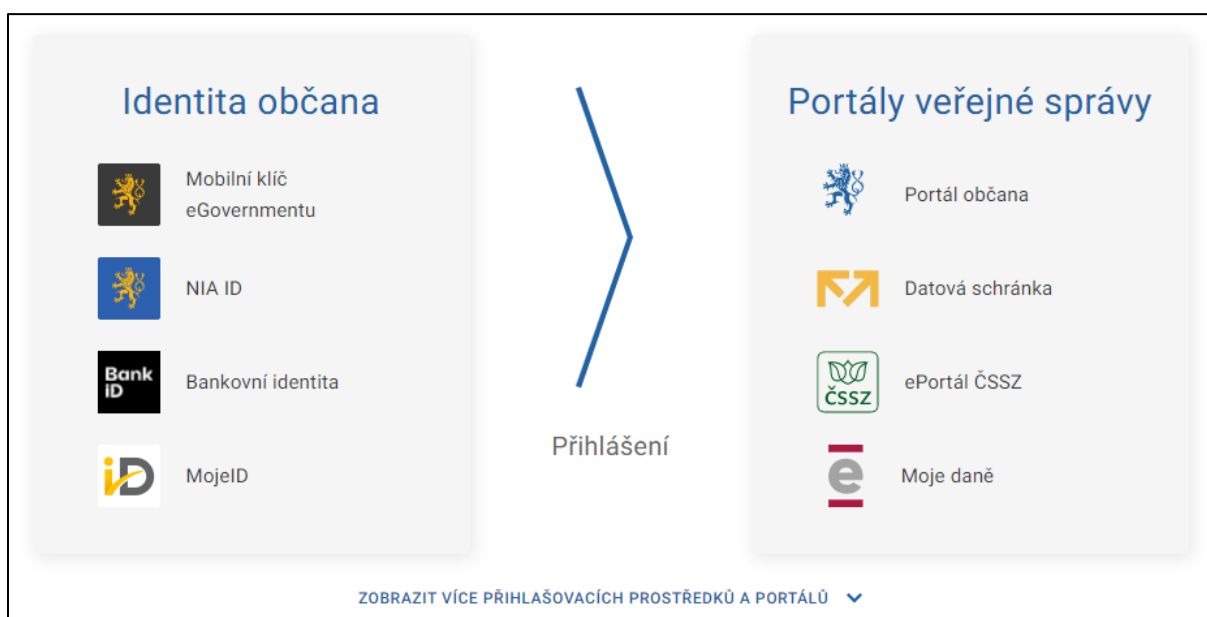 Identita občana
Mobilní klíč
eGovernmentu
NIA ID
Bank
iD
Bankovní identita
iD
MojeID
Přihlášení
Portály veřejné správy
Portál občana
Datová schránka
ČSSZ
ePortál ČSSZ
e
Moje daně
ZOBRAZIT VÍCE PŘIHLAŠOVACÍCH PROSTŘEDKŮ A PORTÁLŮ